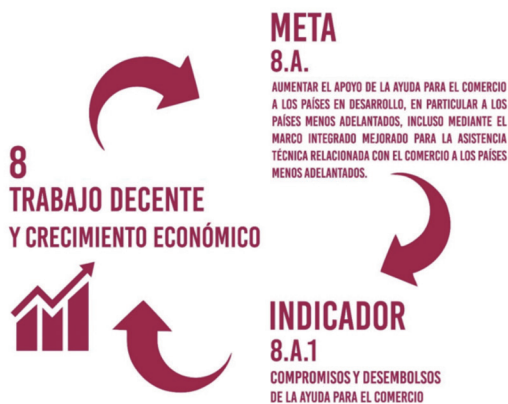 META
8.A.
AUMENTAR EL APOYO DE LA AYUDA PARA EL COMERCIO
A LOS PAÍSES EN DESARROLLO, EN PARTICULAR A LOS
PAÍSES MENOS ADELANTADOS, INCLUSO MEDIANTE EL
MARCO INTEGRADO MEJORADO PARA LA ASISTENCIA
TÉCNICA RELACIONADA CON EL COMERCIO A LOS PAÍSES
MENOS ADELANTADOS.
8
TRABAJO DECENTE
Y CRECIMIENTO ECONÓMICO
INDICADOR
8.A.1
COMPROMISOS Y DESEMBOLSOS
DE LA AYUDA PARA EL COMERCIO